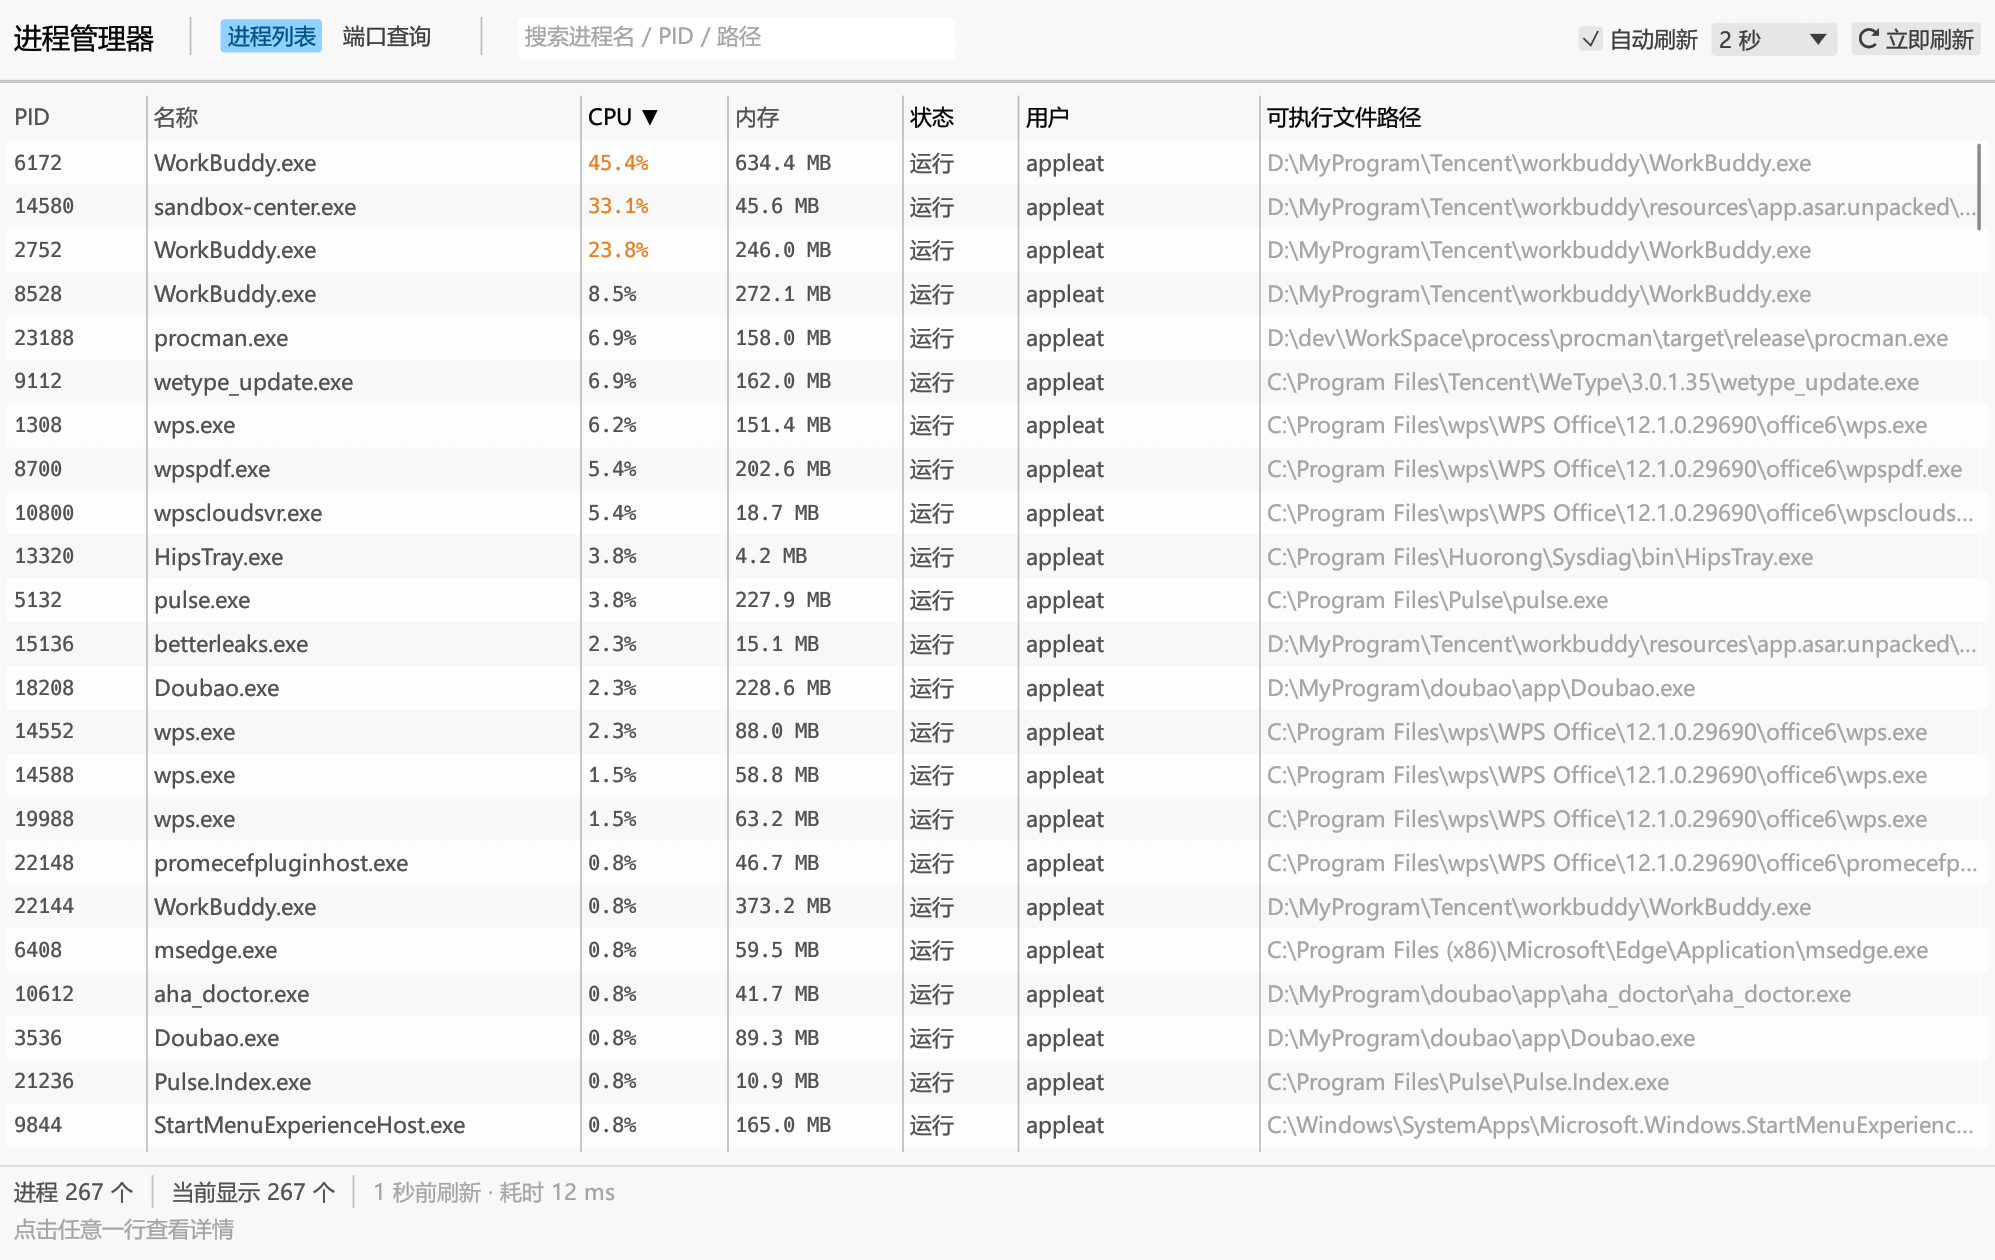 进程管理器 进程列表 端口查询 搜索进程名 / PID / 路径 自动刷新 2 秒 立即刷新
PID 名称 CPU ▼ 内存 状态 用户 可执行文件路径
6172 WorkBuddy.exe 45.4% 634.4 MB 运行 appleat D:\MyProgram\Tencent\workbuddy\WorkBuddy.exe
14580 sandbox-center.exe 33.1% 45.6 MB 运行 appleat D:\MyProgram\Tencent\workbuddy\resources\app.asar.unpacked\...
2752 WorkBuddy.exe 23.8% 246.0 MB 运行 appleat D:\MyProgram\Tencent\workbuddy\WorkBuddy.exe
8528 WorkBuddy.exe 8.5% 272.1 MB 运行 appleat D:\MyProgram\Tencent\workbuddy\WorkBuddy.exe
23188 procman.exe 6.9% 158.0 MB 运行 appleat D:\dev\WorkSpace\process\procman\target\release\procman.exe
9112 wetype_update.exe 6.9% 162.0 MB 运行 appleat C:\Program Files\Tencent\WeType\3.0.1.35\wetype_update.exe
1308 wps.exe 6.2% 151.4 MB 运行 appleat C:\Program Files\wps\WPS Office\12.1.0.29690\office6\wps.exe
8700 wpspdf.exe 5.4% 202.6 MB 运行 appleat C:\Program Files\wps\WPS Office\12.1.0.29690\office6\wpspdf.exe
10800 wpscloudsvr.exe 5.4% 18.7 MB 运行 appleat C:\Program Files\wps\WPS Office\12.1.0.29690\office6\wpsclouds...
13320 HipsTray.exe 3.8% 4.2 MB 运行 appleat C:\Program Files\Huorong\Sysdiag\bin\HipsTray.exe
5132 pulse.exe 3.8% 227.9 MB 运行 appleat C:\Program Files\Pulse\pulse.exe
15136 betterleaks.exe 2.3% 15.1 MB 运行 appleat D:\MyProgram\Tencent\workbuddy\resources\app.asar.unpacked\...
18208 Doubao.exe 2.3% 228.6 MB 运行 appleat D:\MyProgram\doubao\app\Doubao.exe
14552 wps.exe 2.3% 88.0 MB 运行 appleat C:\Program Files\wps\WPS Office\12.1.0.29690\office6\wps.exe
14588 wps.exe 1.5% 58.8 MB 运行 appleat C:\Program Files\wps\WPS Office\12.1.0.29690\office6\wps.exe
19988 wps.exe 1.5% 63.2 MB 运行 appleat C:\Program Files\wps\WPS Office\12.1.0.29690\office6\wps.exe
22148 promecefpluginhost.exe 0.8% 46.7 MB 运行 appleat C:\Program Files\wps\WPS Office\12.1.0.29690\office6\promecefp...
22144 WorkBuddy.exe 0.8% 373.2 MB 运行 appleat D:\MyProgram\Tencent\workbuddy\WorkBuddy.exe
6408 msedge.exe 0.8% 59.5 MB 运行 appleat C:\Program Files (x86)\Microsoft\Edge\Application\msedge.exe
10612 aha_doctor.exe 0.8% 41.7 MB 运行 appleat D:\MyProgram\doubao\app\aha_doctor\aha_doctor.exe
3536 Doubao.exe 0.8% 89.3 MB 运行 appleat D:\MyProgram\doubao\app\Doubao.exe
21236 Pulse.Index.exe 0.8% 10.9 MB 运行 appleat C:\Program Files\Pulse\Pulse.Index.exe
9844 StartMenuExperienceHost.exe 0.8% 165.0 MB 运行 appleat C:\Windows\SystemApps\Microsoft.Windows.StartMenuExperienc...
进程 267 个 当前显示 267 个 1 秒前刷新 · 耗时 12 ms
点击任意一行查看详情